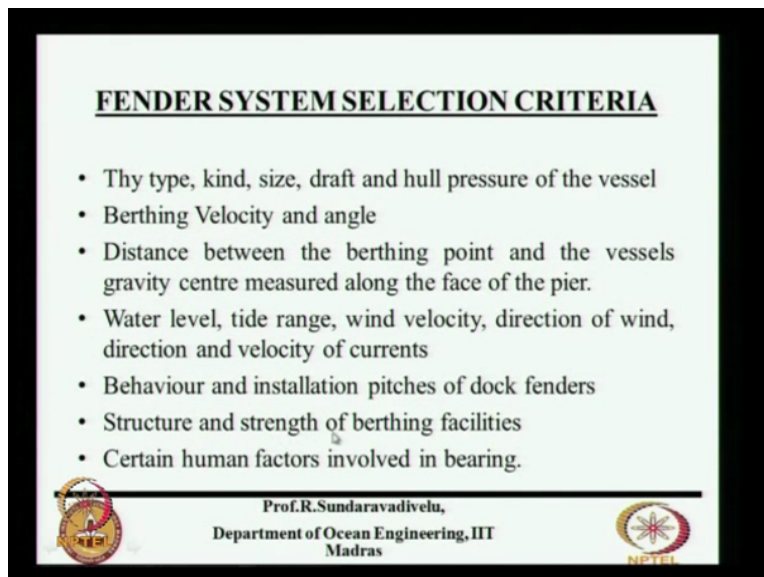 FENDER SYSTEM SELECTION CRITERIA
• Thy type, kind, size, draft and hull pressure of the vessel
• Berthing Velocity and angle
• Distance between the berthing point and the vessels
gravity centre measured along the face of the pier.
• Water level, tide range, wind velocity, direction of wind,
direction and velocity of currents
• Behaviour and installation pitches of dock fenders
• Structure and strength of berthing facilities
• Certain human factors involved in bearing.
Prof.R.Sundaravadivelu,
Department of Ocean Engineering, IIT
Madras
NPTEL
NPTEL